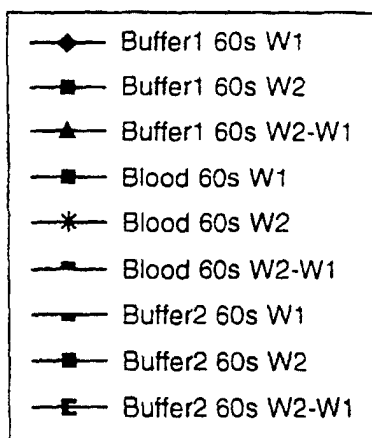 Buffer1 60s W1
Buffer1 60s W2
Buffer1 60s W2-W1
Blood 60s W1
Blood 60s W2
Blood 60s W2-W1
Buffer2 60s W1
Buffer2 60s W2
Buffer2 60s W2-W1